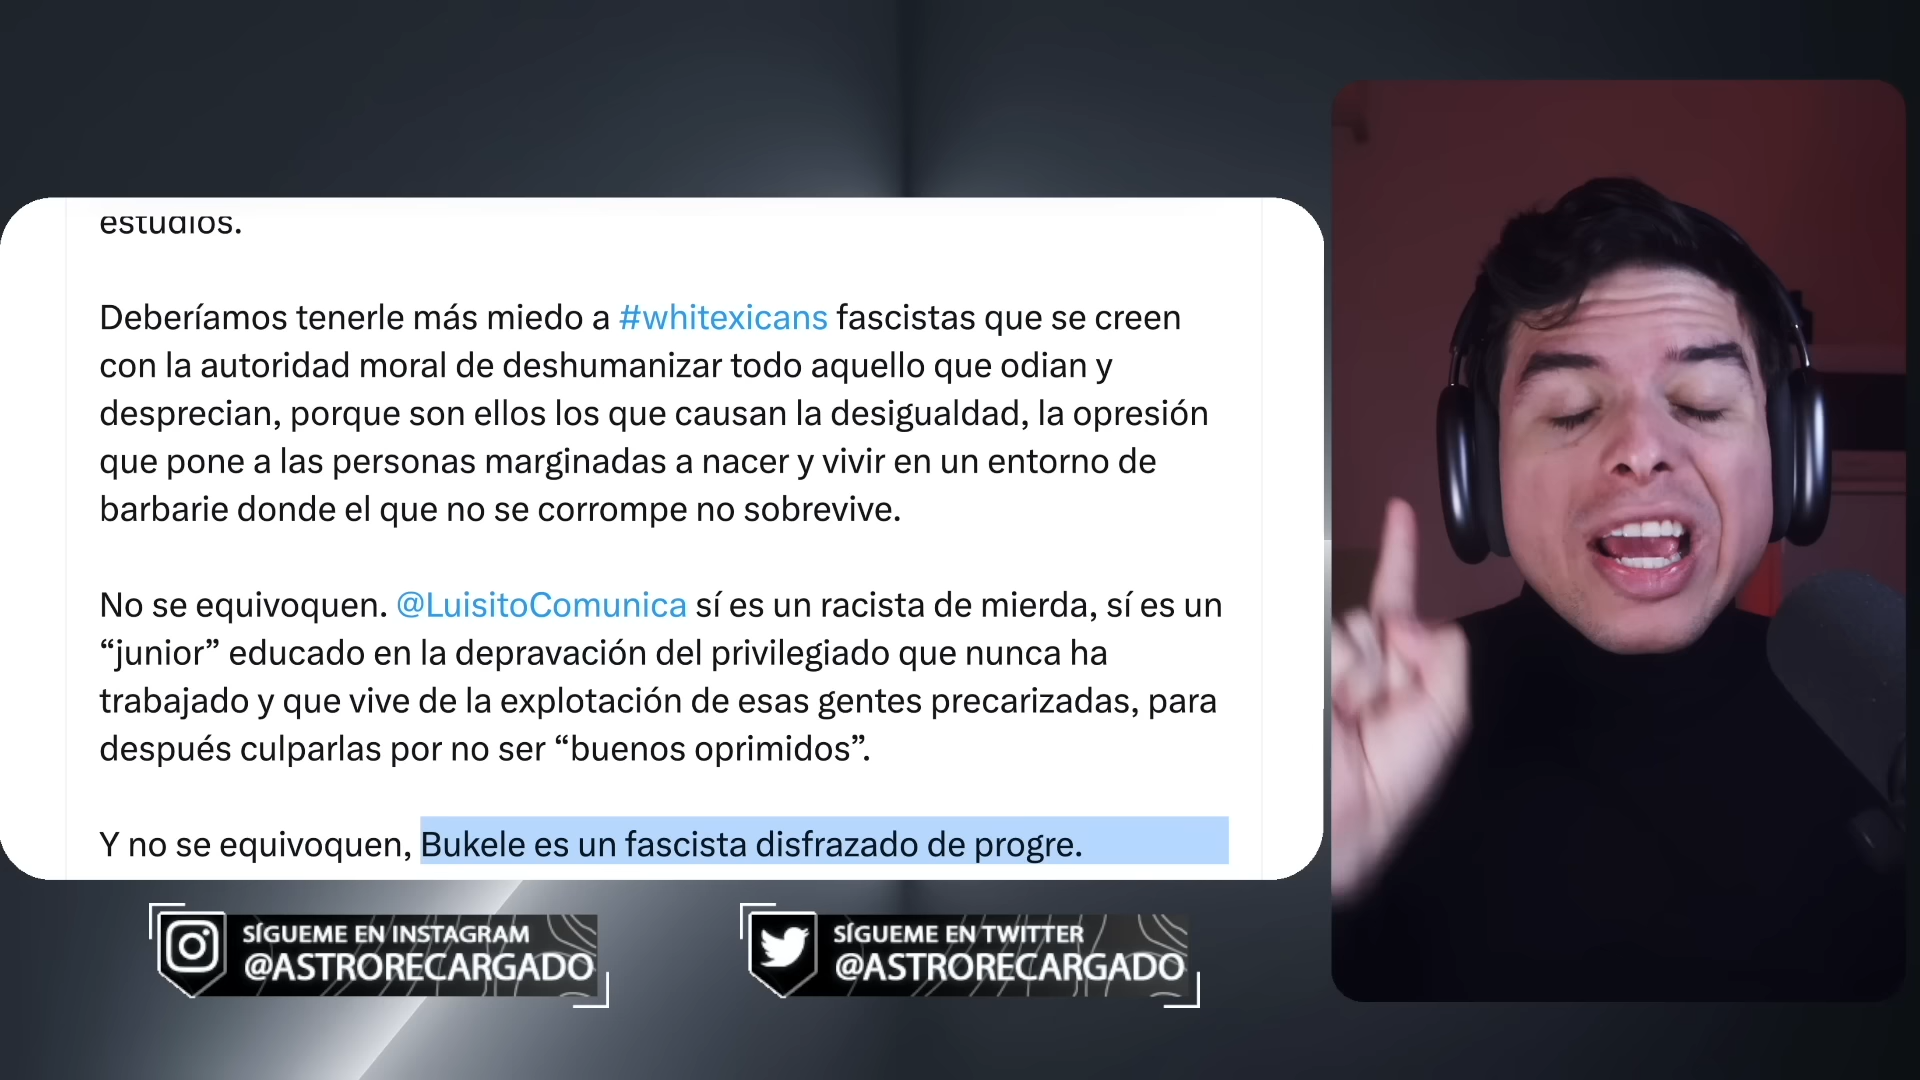 estudios.
Deberíamos tenerle más miedo a #whitexicans fascistas que se creen
con la autoridad moral de deshumanizar todo aquello que odian y
desprecian, porque son ellos los que causan la desigualdad, la opresión
que pone a las personas marginadas a nacer y vivir en un entorno de
barbarie donde el que no se corrompe no sobrevive.
No se equivoquen. @LuisitoComunica sí es un racista de mierda, sí es un
“junior” educado en la depravación del privilegiado que nunca ha
trabajado y que vive de la explotación de esas gentes precarizadas, para
después culparlas por no ser “buenos oprimidos”.
Y no se equivoquen, Bukele es un fascista disfrazado de progre.
SÍGUEME EN INSTAGRAM
@ASTRORECARGADO
SÍGUEME EN TWITTER
@ASTRORECARGADO